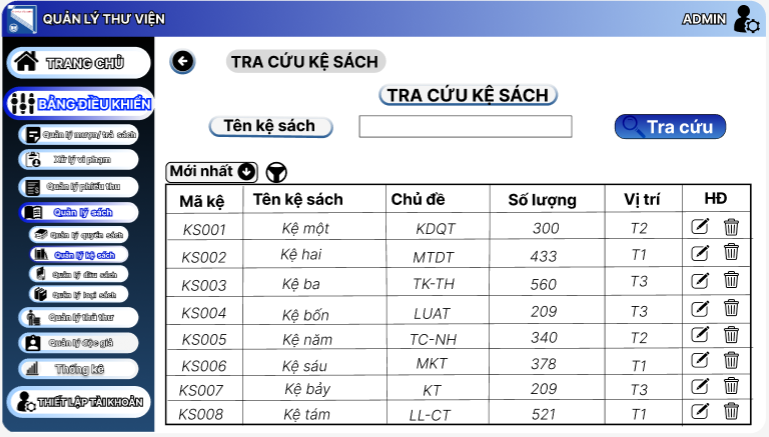 QUẢN LÝ THƯ VIỆN
ADMIN
TRANG CHỦ
BẢNG ĐIỀU KHIỂN
Quản lý mượn/ trả sách
Xử lý vi phạm
Quản lý phiếu thu
Quản lý sách
Quản lý quyển sách
Quản lý kệ sách
Quản lý đầu sách
Quản lý loại sách
Quản lý thủ thư
Quản lý độc giả
Thống kê
THIẾT LẬP TÀI KHOẢN
TRA CỨU KỆ SÁCH
TRA CỨU KỆ SÁCH
Tên kệ sách
Tra cứu
Mới nhất
Mã kệ Tên kệ sách Chủ đề Số lượng Vị trí HĐ
KS001 Kệ một KDQT 300 T2
KS002 Kệ hai MTDT 433 T1
KS003 Kệ ba TK-TH 560 T3
KS004 Kệ bốn LUAT 209 T3
KS005 Kệ năm TC-NH 340 T2
KS006 Kệ sáu MKT 378 T1
KS007 Kệ bảy KT 209 T3
KS008 Kệ tám LL-CT 521 T1